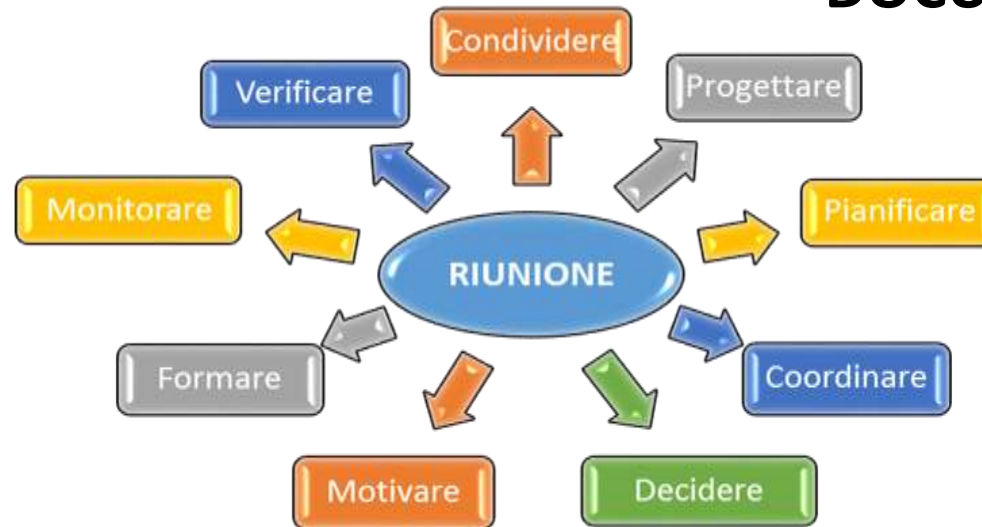 Condividere
Verificare
Progettare
Monitorare
Pianificare
RIUNIONE
Formare
Coordinare
Motivare
Decidere